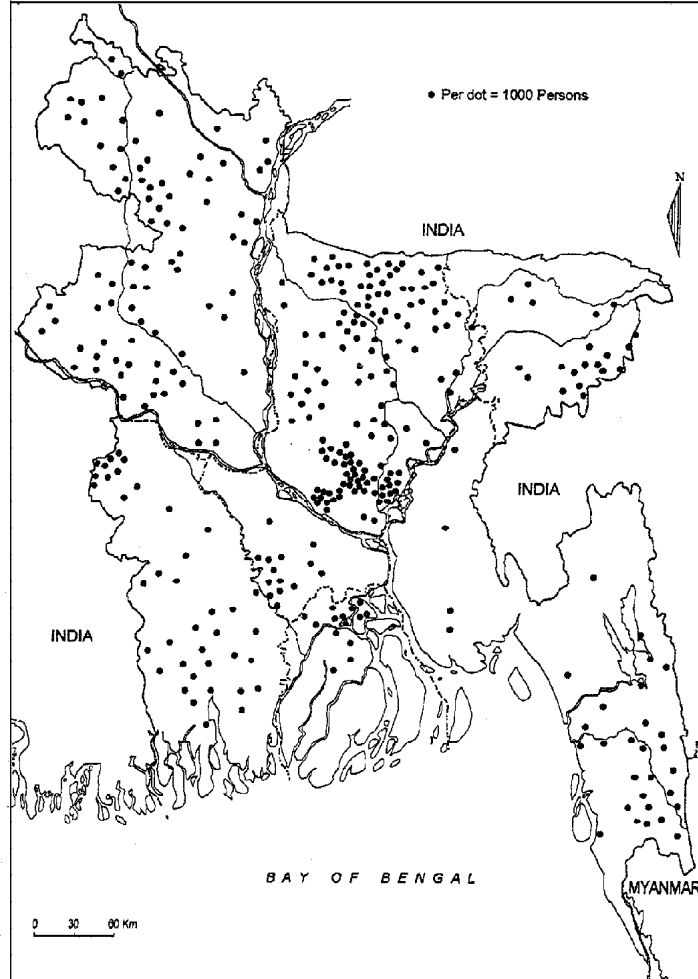 Per dot = 1000 Persons
N
INDIA
INDIA
INDIA
BAY OF BENGAL
MYANMAR
0 30 60 Km